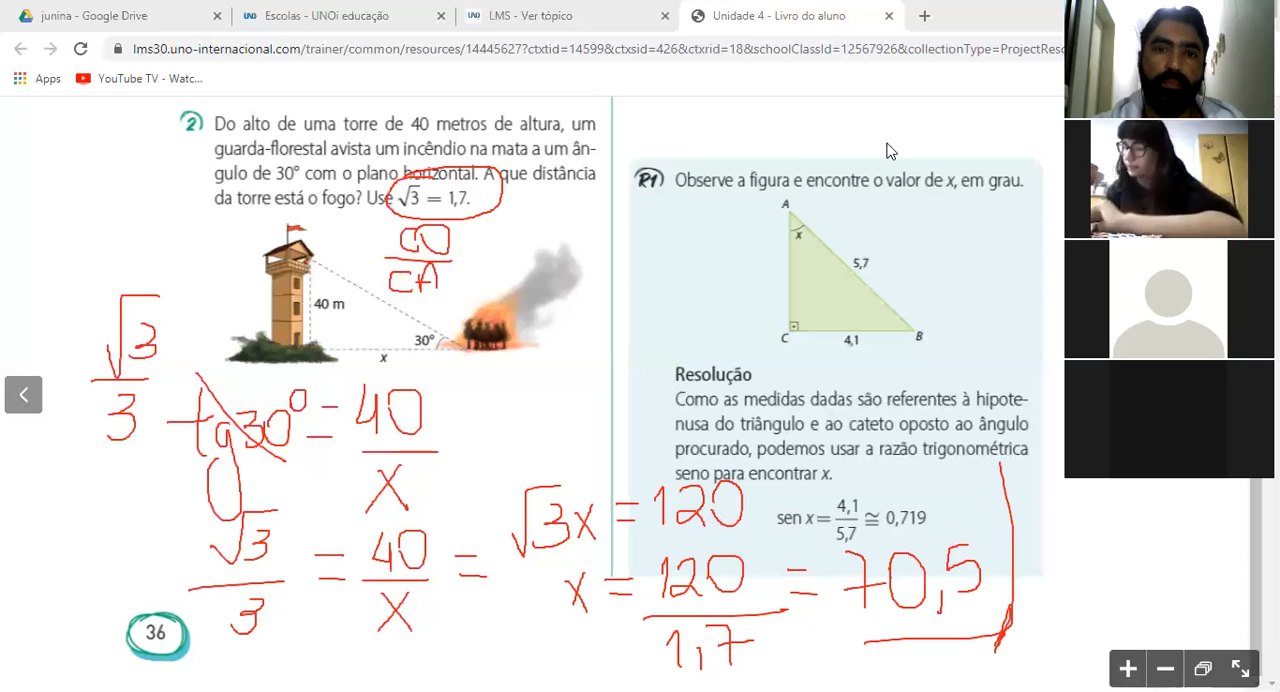 junina - Google Drive
Escolas - UNOi educação
LMS - Ver tópico
Unidade 4 - Livro do aluno
lms30.uno-internacional.com/trainer/common/resources/14445627?ctxtid=14599&ctxsid=426&ctxrid=18&schoolClassId=12567926&collectionType=ProjectReso
Apps
YouTube TV - Watc...
2 Do alto de uma torre de 40 metros de altura, um
guarda-florestal avista um incêndio na mata a um ân-
gulo de 30° com o plano horizontal. A que distância
da torre está o fogo? Use √3 = 1,7.
CO
CA
40 m
30°
x
√3
3
tg30° = 40
x
√3 = 40 =
3 x
√3x = 120
x = 120 = 70,5
1,7
36
R1 Observe a figura e encontre o valor de x, em grau.
A
x
5,7
C
4,1
B
Resolução
Como as medidas dadas são referentes à hipote-
nusa do triângulo e ao cateto oposto ao ângulo
procurado, podemos usar a razão trigonométrica
seno para encontrar x.
sen x = 4,1 ≅ 0,719
5,7